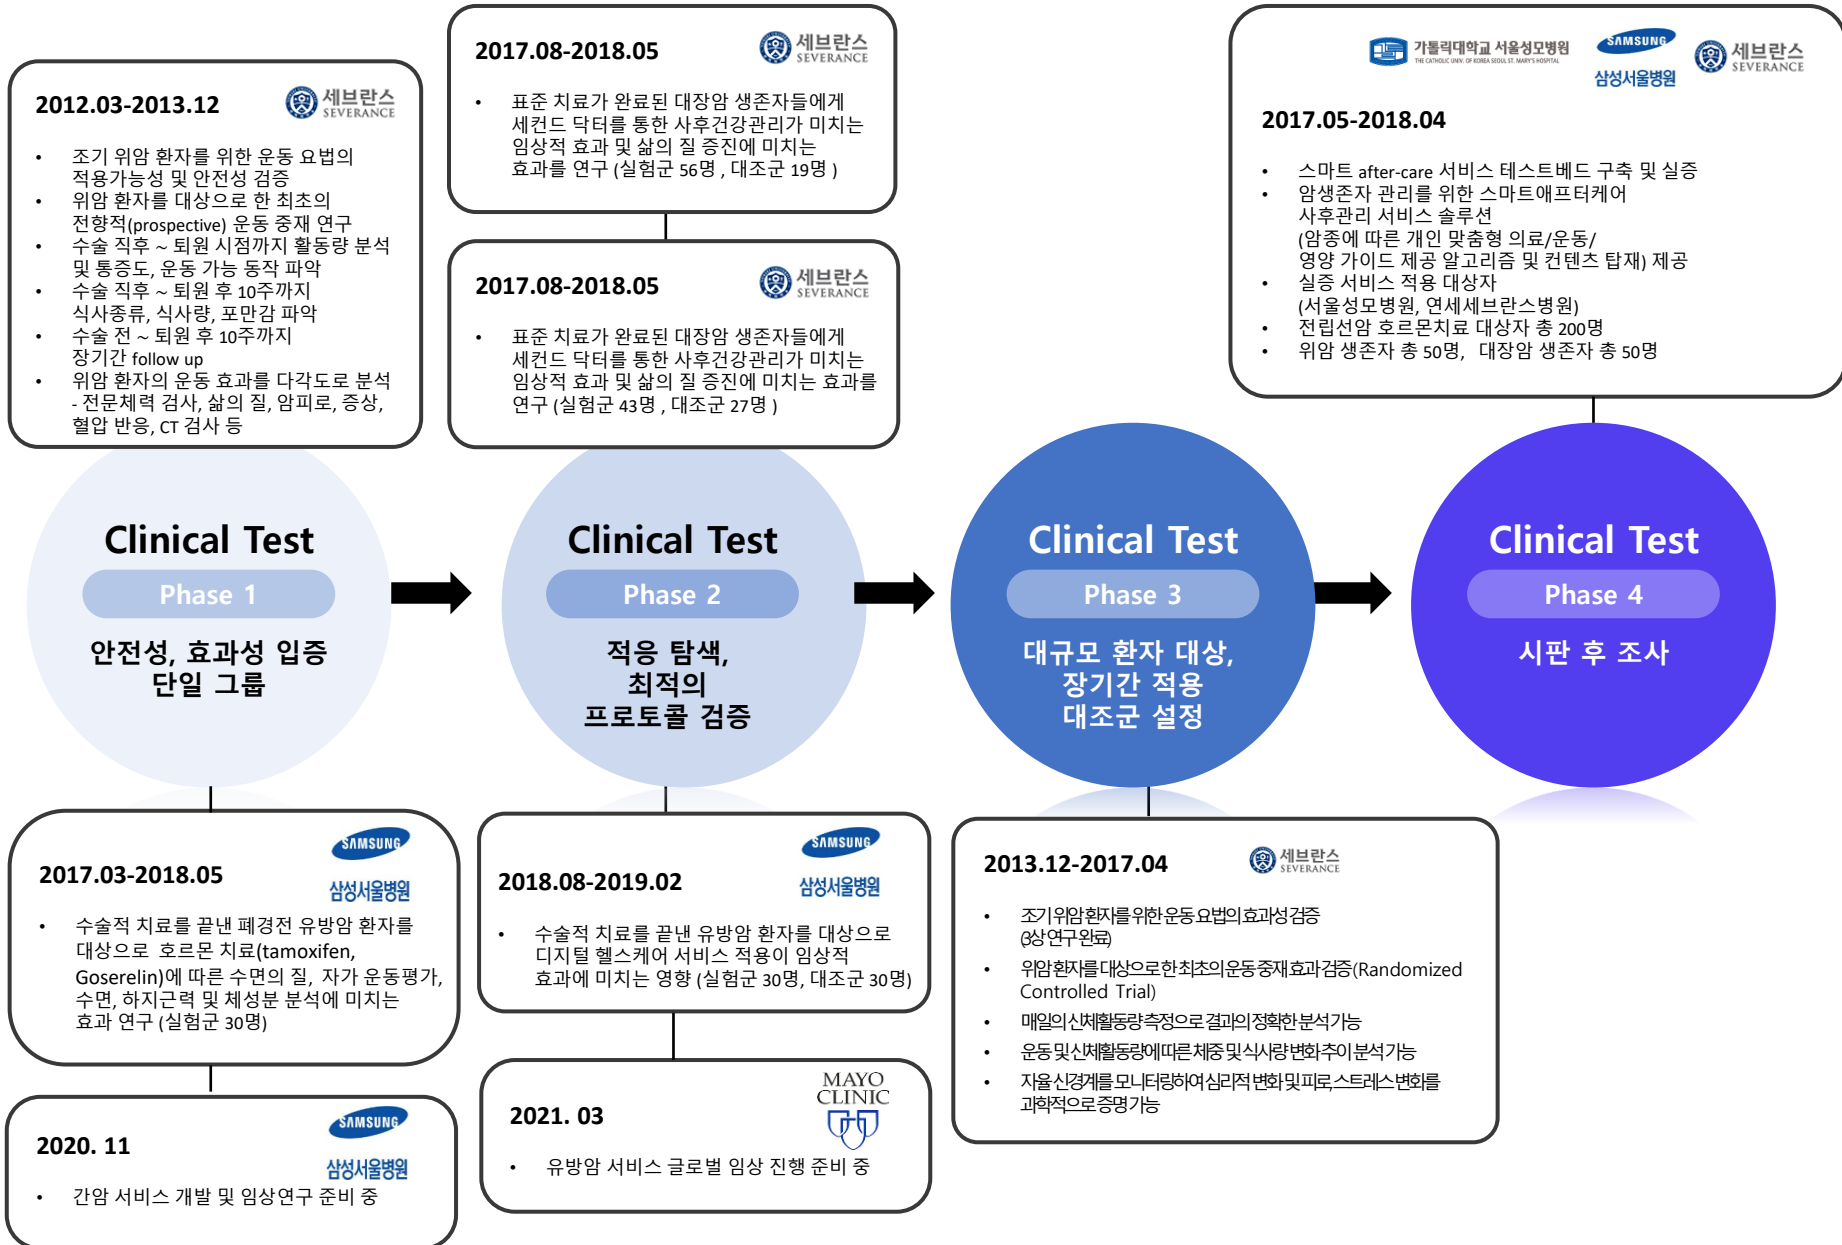 2012.03-2013.12
세브란스
SEVERANCE
• 조기 위암 환자를 위한 운동 요법의
적용가능성 및 안전성 검증
• 위암 환자를 대상으로 한 최초의
전향적(prospective) 운동 중재 연구
• 수술 직후 ~ 퇴원 시점까지 활동량 분석
및 통증도, 운동 가능 동작 파악
• 수술 직후 ~ 퇴원 후 10주까지
식사종류, 식사량, 포만감 파악
• 수술 전 ~ 퇴원 후 10주까지
장기간 follow up
• 위암 환자의 운동 효과를 다각도로 분석
- 전문체력 검사, 삶의 질, 암피로, 증상,
혈압 반응, CT 검사 등
2017.08-2018.05
세브란스
SEVERANCE
• 표준 치료가 완료된 대장암 생존자들에게
세컨드 닥터를 통한 사후건강관리가 미치는
임상적 효과 및 삶의 질 증진에 미치는
효과를 연구 (실험군 56명 , 대조군 19명 )
2017.08-2018.05
세브란스
SEVERANCE
• 표준 치료가 완료된 대장암 생존자들에게
세컨드 닥터를 통한 사후건강관리가 미치는
임상적 효과 및 삶의 질 증진에 미치는 효과를
연구 (실험군 43명 , 대조군 27명 )
가톨릭대학교 서울성모병원
THE CATHOLIC UNIV. OF KOREA SEOUL ST. MARY'S HOSPITAL
SAMSUNG
삼성서울병원
세브란스
SEVERANCE
2017.05-2018.04
• 스마트 after-care 서비스 테스트베드 구축 및 실증
• 암생존자 관리를 위한 스마트애프터케어
사후관리 서비스 솔루션
(암종에 따른 개인 맞춤형 의료/운동/
영양 가이드 제공 알고리즘 및 컨텐츠 탑재) 제공
• 실증 서비스 적용 대상자
(서울성모병원, 연세세브란스병원)
• 전립선암 호르몬치료 대상자 총 200명
• 위암 생존자 총 50명, 대장암 생존자 총 50명
Clinical Test
Phase 1
안전성, 효과성 입증
단일 그룹
Clinical Test
Phase 2
적응 탐색,
최적의
프로토콜 검증
Clinical Test
Phase 3
대규모 환자 대상,
장기간 적용
대조군 설정
Clinical Test
Phase 4
시판 후 조사
2017.03-2018.05
SAMSUNG
삼성서울병원
• 수술적 치료를 끝낸 폐경전 유방암 환자를
대상으로 호르몬 치료(tamoxifen,
Goserelin)에 따른 수면의 질, 자가 운동평가,
수면, 하지근력 및 체성분 분석에 미치는
효과 연구 (실험군 30명)
2020. 11
SAMSUNG
삼성서울병원
• 간암 서비스 개발 및 임상연구 준비 중
2018.08-2019.02
SAMSUNG
삼성서울병원
• 수술적 치료를 끝낸 유방암 환자를 대상으로
디지털 헬스케어 서비스 적용이 임상적
효과에 미치는 영향 (실험군 30명, 대조군 30명)
2021. 03
MAYO
CLINIC
• 유방암 서비스 글로벌 임상 진행 준비 중
2013.12-2017.04
세브란스
SEVERANCE
• 조기 위암 환자를 위한 운동 요법의 효과성 검증
(3상 연구 완료)
• 위암 환자를 대상으로 한 최초의 운동 중재 효과 검증(Randomized
Controlled Trial)
• 매일의 신체활동량 측정으로 결과의 정확한 분석 가능
• 운동 및 신체활동량에 따른 체중 및 식사량 변화 추이 분석 가능
• 자율 신경계를 모니터링하여 심리적 변화 및 피로, 스트레스 변화를
과학적으로 증명 가능